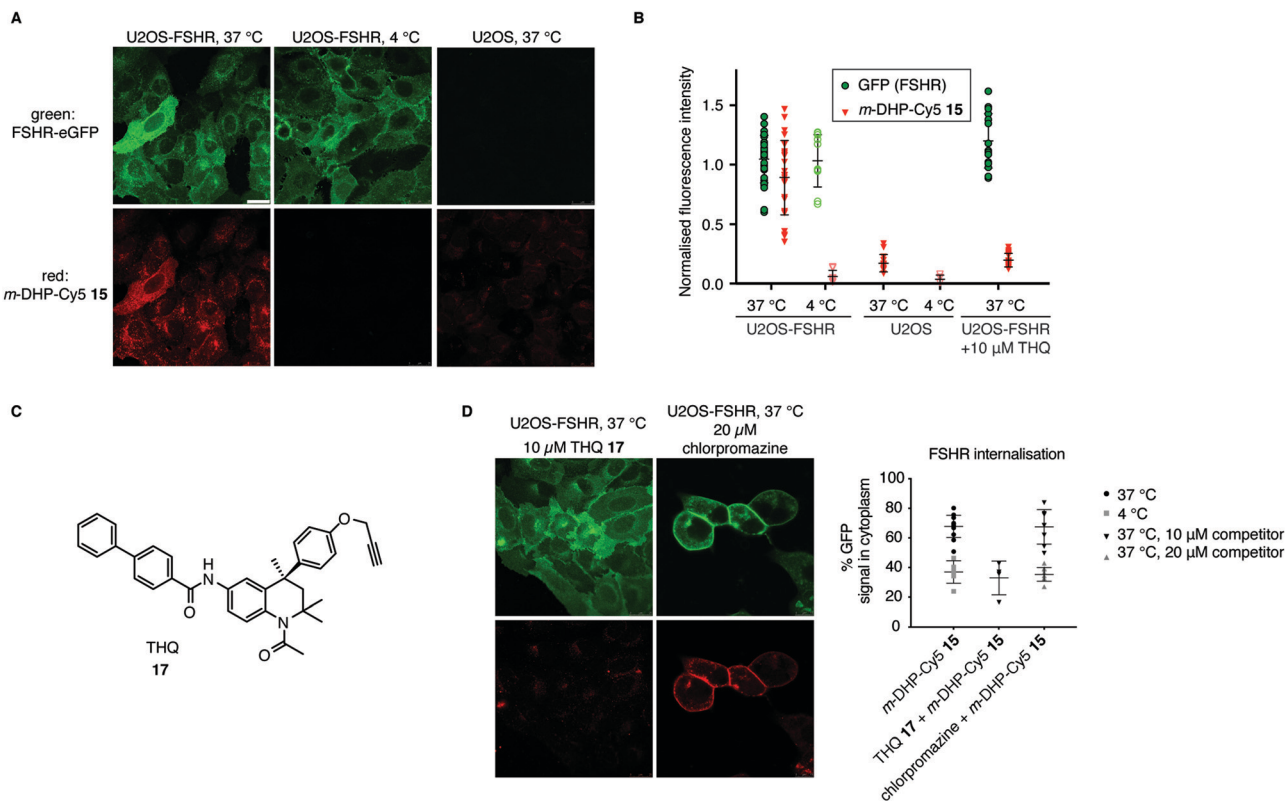 A
U2OS-FSHR, 37 °C
U2OS-FSHR, 4 °C
U2OS, 37 °C
green:
FSHR-eGFP
red:
m-DHP-Cy5 15
B
GFP (FSHR)
m-DHP-Cy5 15
Normalised fluorescence intensity
1.5
1.0
0.5
0.0
37 °C
4 °C
37 °C
4 °C
37 °C
U2OS-FSHR
U2OS
U2OS-FSHR
+10 µM THQ
C
O
H
N
O
N
O
THQ
17
D
U2OS-FSHR, 37 °C
10 µM THQ 17
U2OS-FSHR, 37 °C
20 µM
chlorpromazine
FSHR internalisation
% GFP
signal in cytoplasm
100
80
60
40
20
0
m-DHP-Cy5 15
THQ 17 + m-DHP-Cy5 15
chlorpromazine + m-DHP-Cy5 15
37 °C
4 °C
37 °C, 10 µM competitor
37 °C, 20 µM competitor